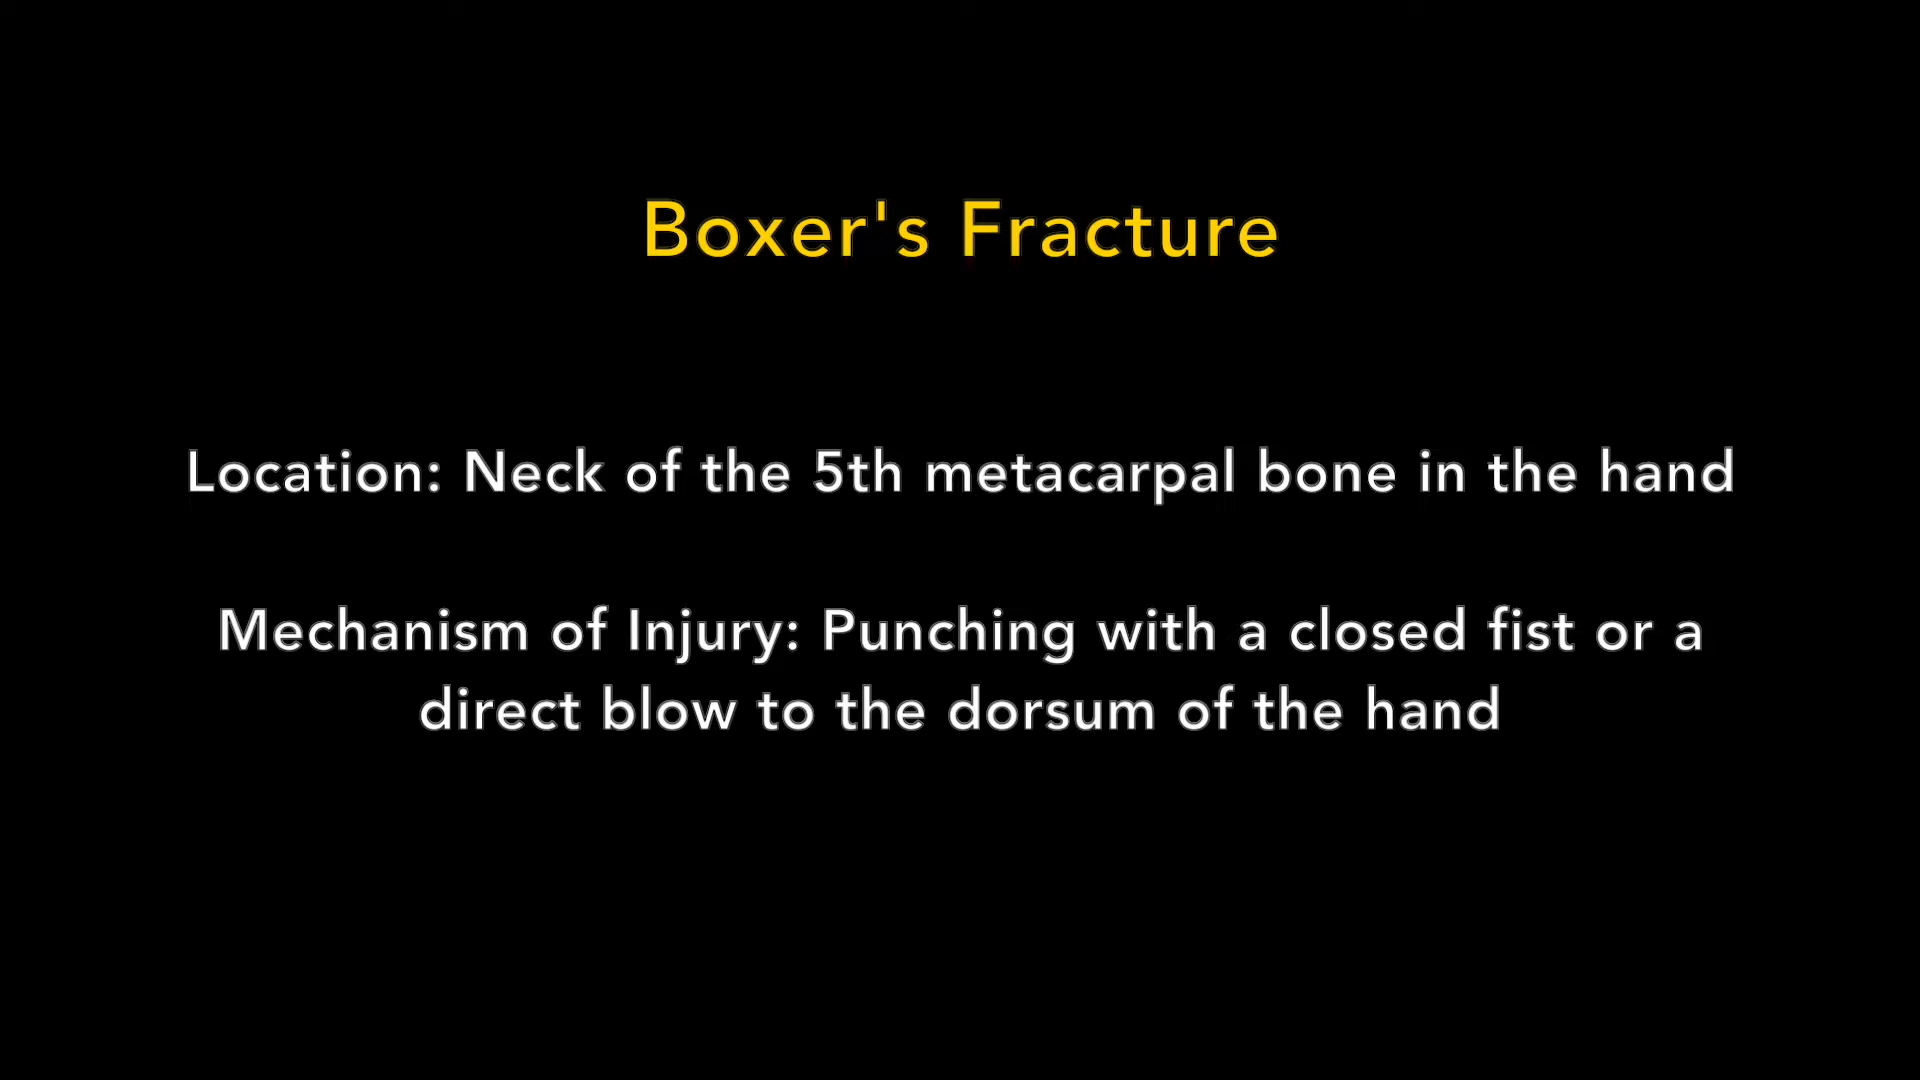 Boxer's Fracture
Location: Neck of the 5th metacarpal bone in the hand
Mechanism of Injury: Punching with a closed fist or a
direct blow to the dorsum of the hand